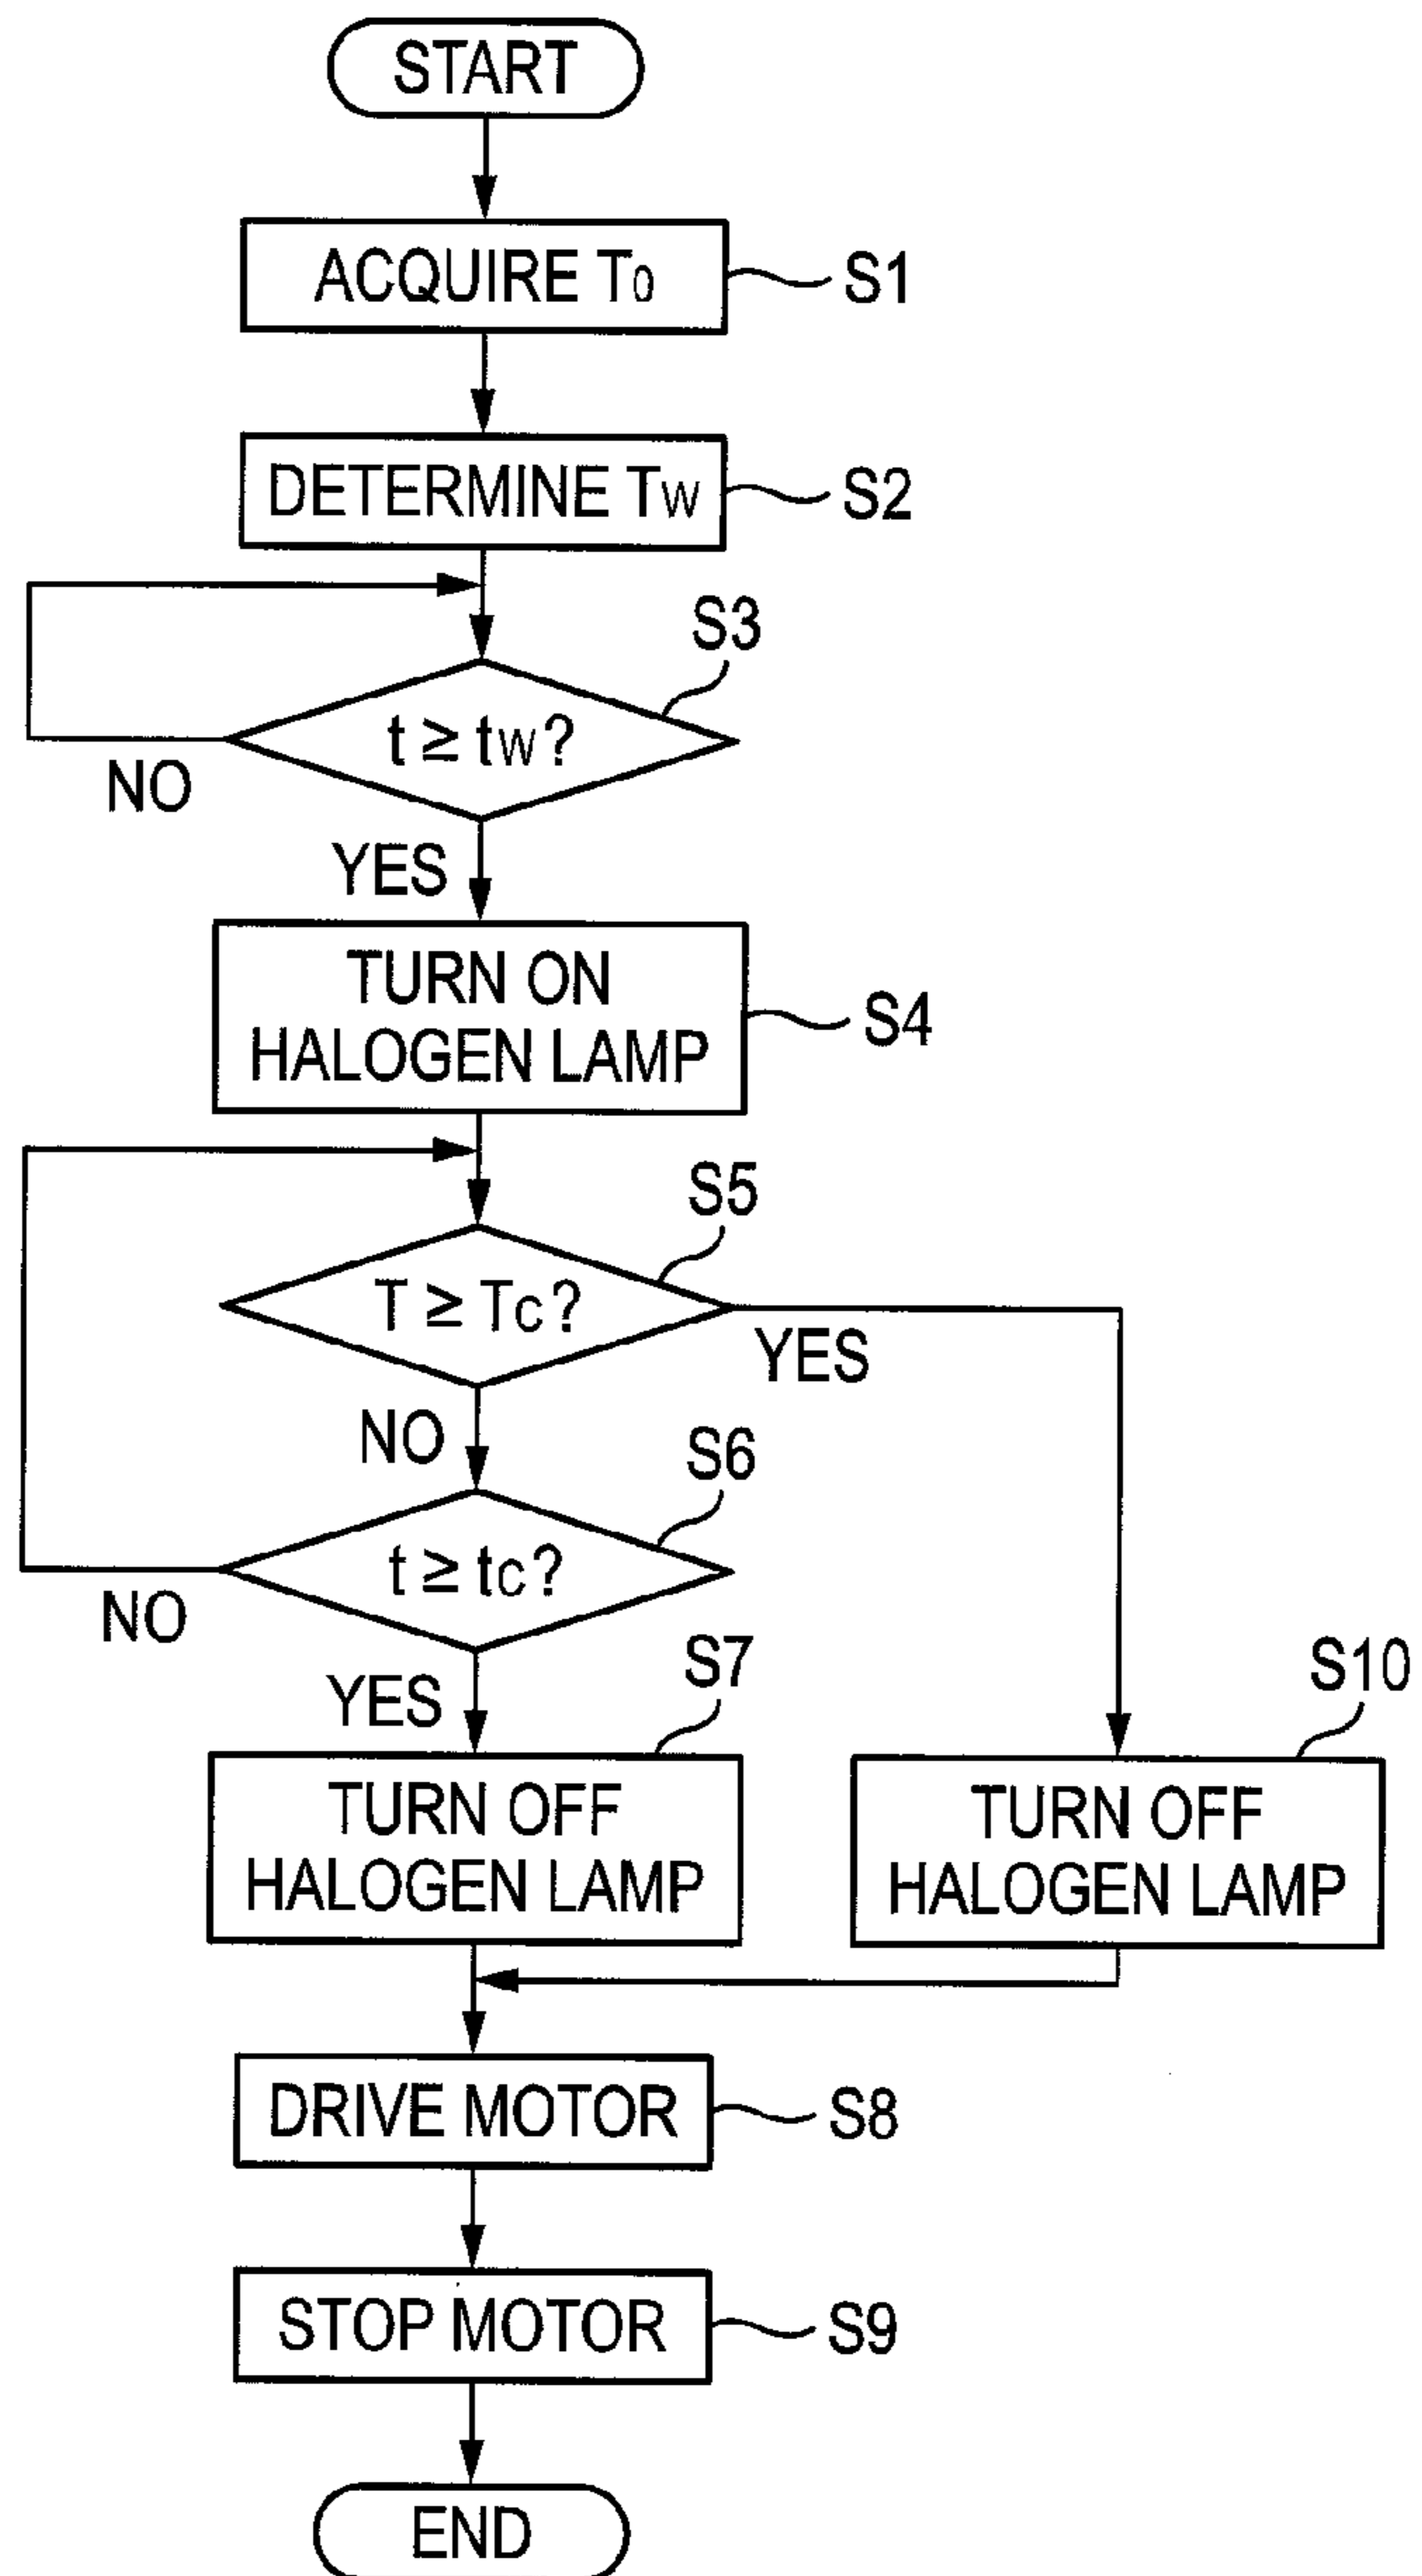 START
ACQUIRE T0
S1
DETERMINE TW
S2
S3
t ≥ tW?
NO
YES
TURN ON
HALOGEN LAMP
S4
S5
T ≥ TC?
YES
NO
S6
t ≥ tC?
NO
YES
S7
S10
TURN OFF
HALOGEN LAMP
TURN OFF
HALOGEN LAMP
DRIVE MOTOR
S8
STOP MOTOR
S9
END